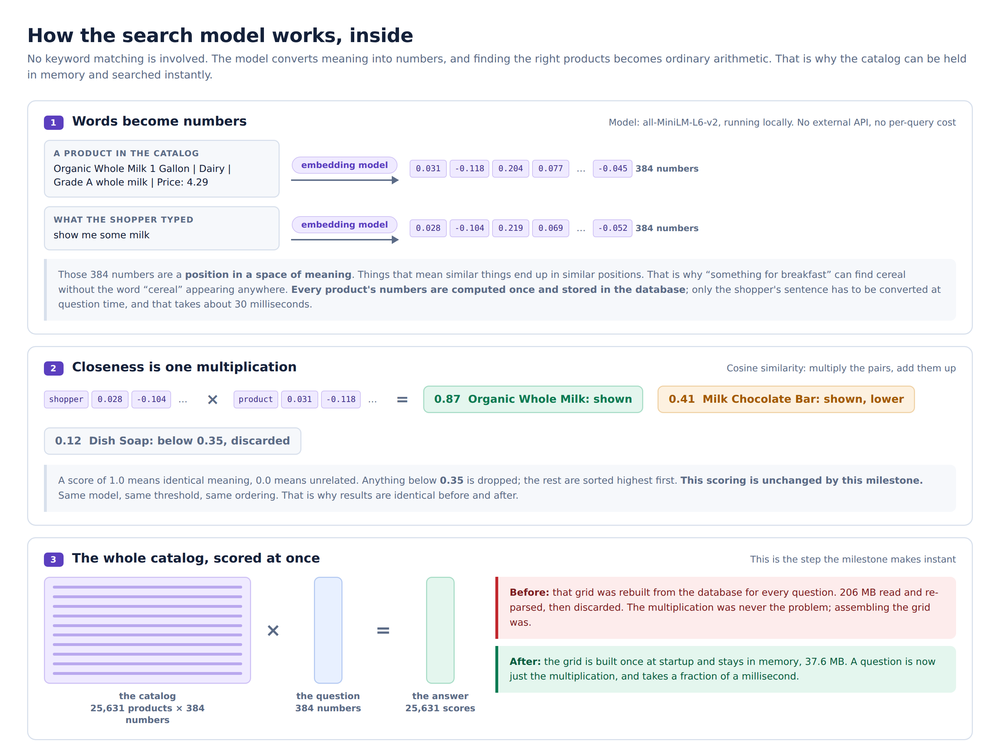 How the search model works, inside
No keyword matching is involved. The model converts meaning into numbers, and finding the right products becomes ordinary arithmetic. That is why the catalog can be held
in memory and searched instantly.
1 Words become numbers
Model: all-MiniLM-L6-v2, running locally. No external API, no per-query cost
A PRODUCT IN THE CATALOG
Organic Whole Milk 1 Gallon | Dairy |
Grade A whole milk | Price: 4.29
embedding model
0.031 -0.118 0.204 0.077 … -0.045 384 numbers
WHAT THE SHOPPER TYPED
show me some milk
embedding model
0.028 -0.104 0.219 0.069 … -0.052 384 numbers
Those 384 numbers are a position in a space of meaning. Things that mean similar things end up in similar positions. That is why “something for breakfast” can find cereal
without the word “cereal” appearing anywhere. Every product's numbers are computed once and stored in the database; only the shopper's sentence has to be converted at
question time, and that takes about 30 milliseconds.
2 Closeness is one multiplication
Cosine similarity: multiply the pairs, add them up
shopper 0.028 -0.104 … × product 0.031 -0.118 … = 0.87 Organic Whole Milk: shown 0.41 Milk Chocolate Bar: shown, lower
0.12 Dish Soap: below 0.35, discarded
A score of 1.0 means identical meaning, 0.0 means unrelated. Anything below 0.35 is dropped; the rest are sorted highest first. This scoring is unchanged by this milestone.
Same model, same threshold, same ordering. That is why results are identical before and after.
3 The whole catalog, scored at once
This is the step the milestone makes instant
× =
the catalog
25,631 products × 384
numbers
the question
384 numbers
the answer
25,631 scores
Before: that grid was rebuilt from the database for every question. 206 MB read and re-
parsed, then discarded. The multiplication was never the problem; assembling the grid
was.
After: the grid is built once at startup and stays in memory, 37.6 MB. A question is now
just the multiplication, and takes a fraction of a millisecond.